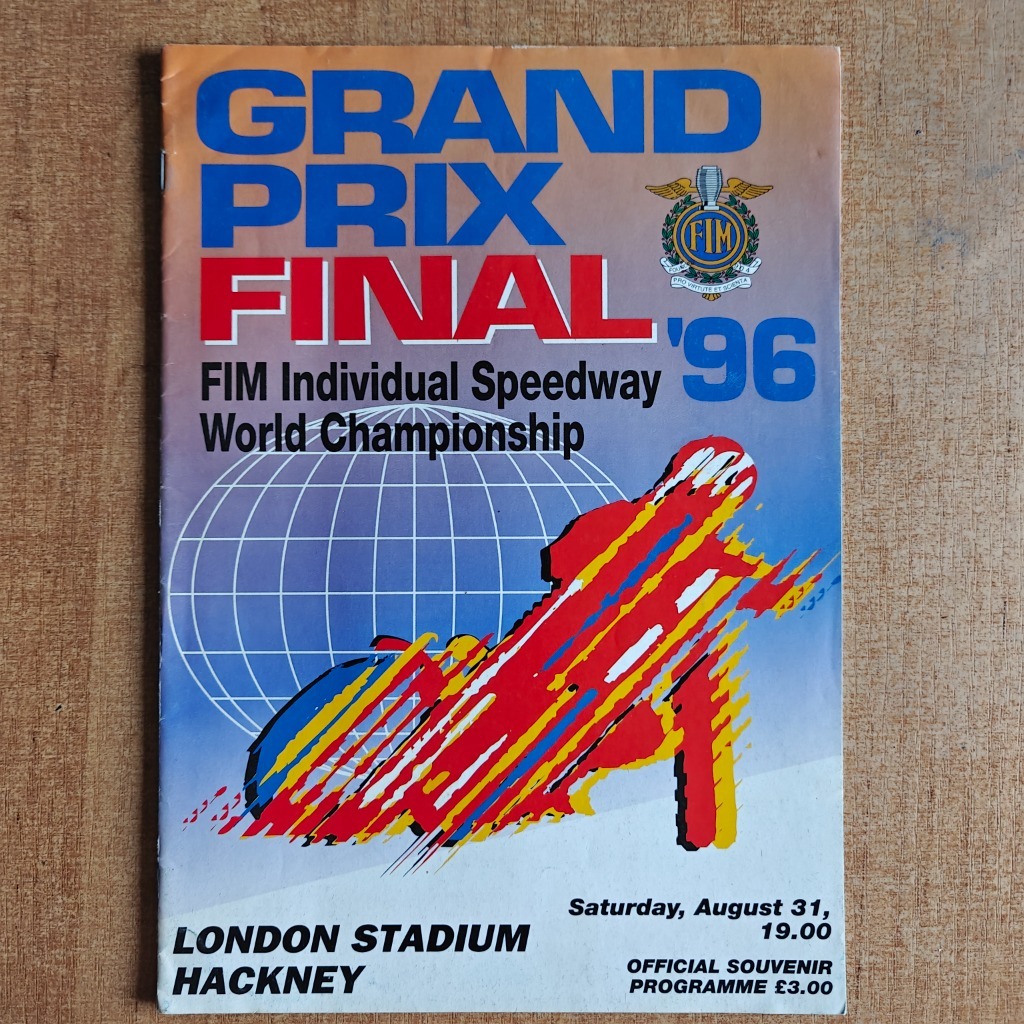 GRAND
PRIX
FIM
FINAL
PRO VIRTUTE ET SCIENTA
'96
FIM Individual Speedway
World Championship
Saturday, August 31,
19.00
LONDON STADIUM
HACKNEY
OFFICIAL SOUVENIR
PROGRAMME £3.00